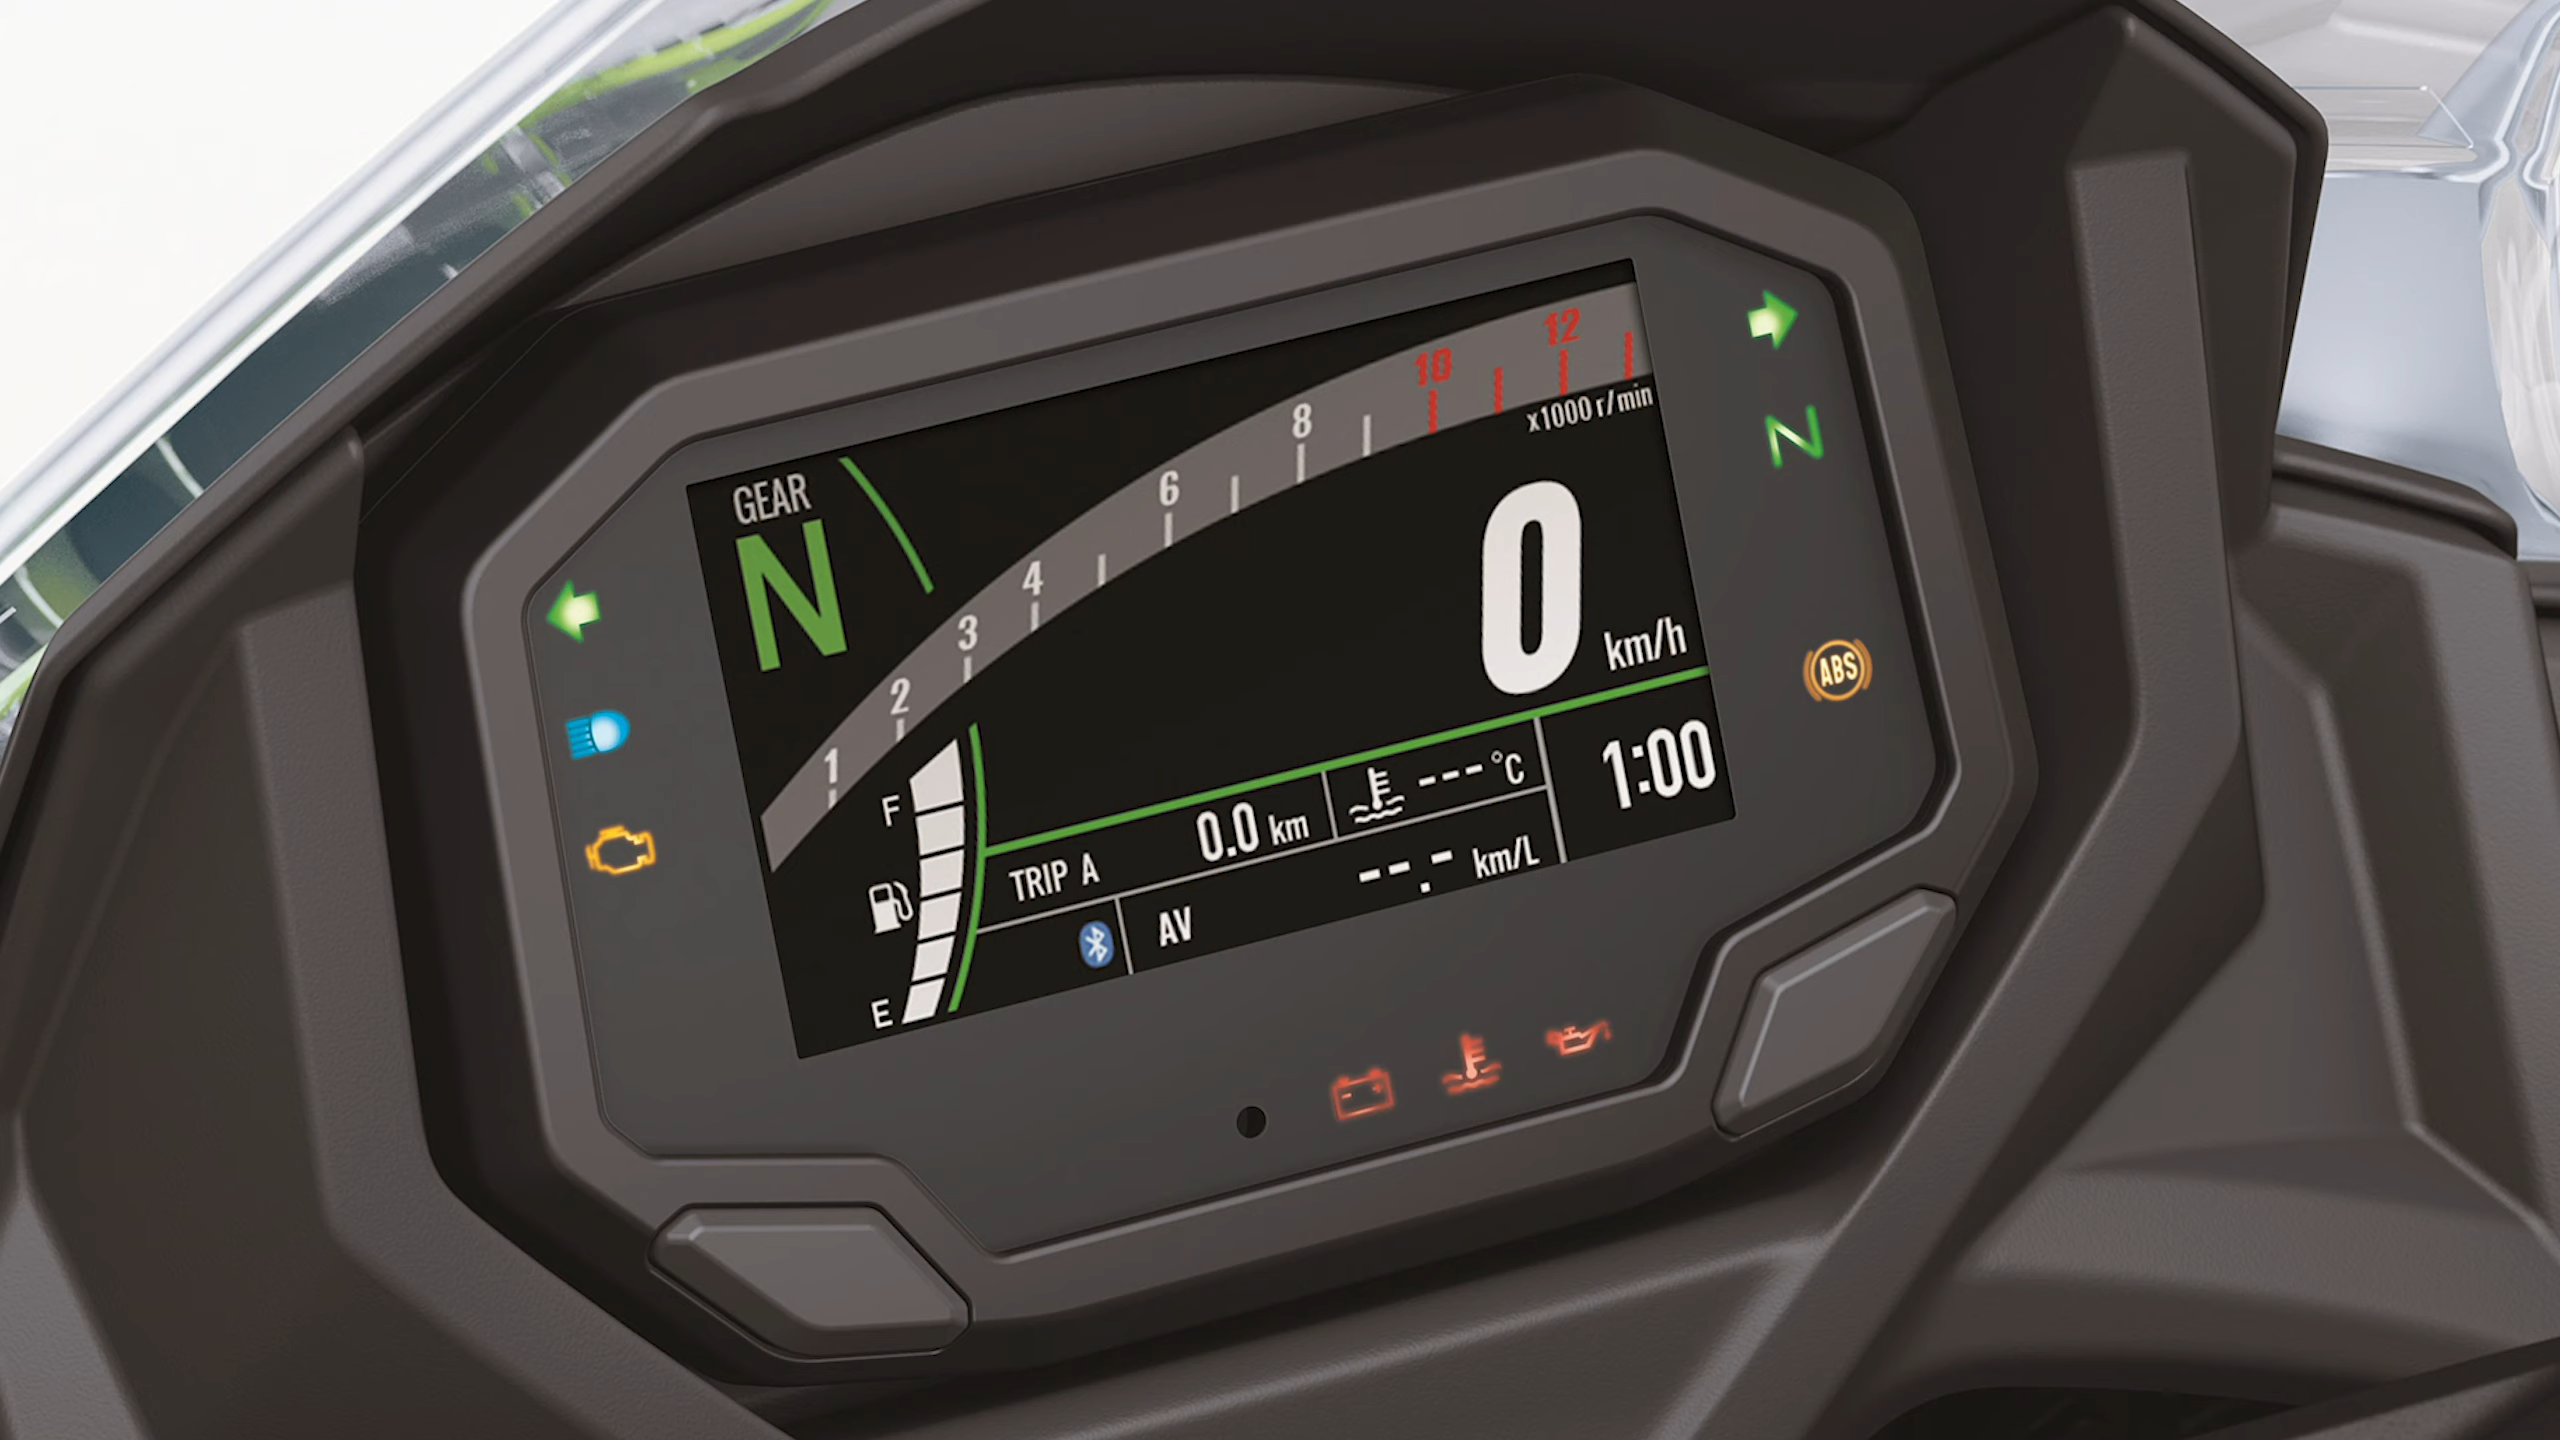 GEAR
N
1
2
3
4
6
8
10
12
x1000 r/min
0 km/h
N
ABS
F
E
TRIP A 0.0 km
---°C
1:00
AV --.- km/L